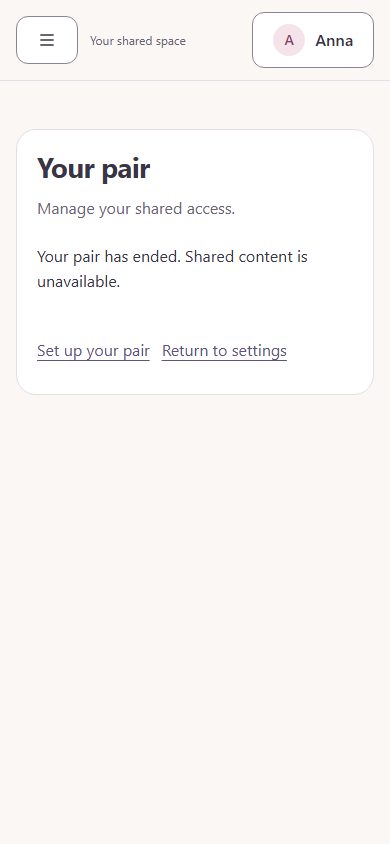 Your shared space
A
Anna
Your pair
Manage your shared access.
Your pair has ended. Shared content is
unavailable.
Set up your pair
Return to settings